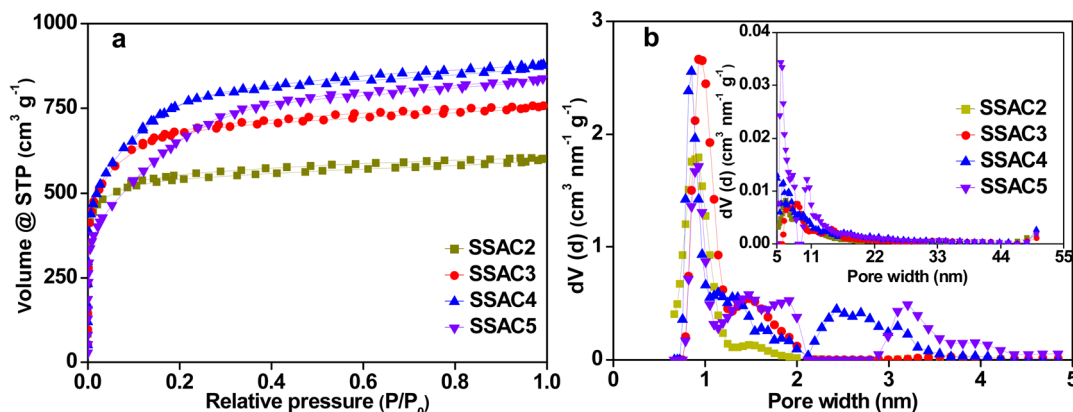 a
volume @ STP (cm³ g⁻¹)
1000
750
500
250
0
0.0 0.2 0.4 0.6 0.8 1.0
Relative pressure (P/P₀)
SSAC2
SSAC3
SSAC4
SSAC5
b
dV (d) (cm³ nm⁻¹ g⁻¹)
3
2
1
0
0 1 2 3 4 5
Pore width (nm)
dV (d) (cm³ nm⁻¹ g⁻¹)
0.04
0.03
0.01
0.00
5 11 22 33 44 55
Pore width (nm)
SSAC2
SSAC3
SSAC4
SSAC5